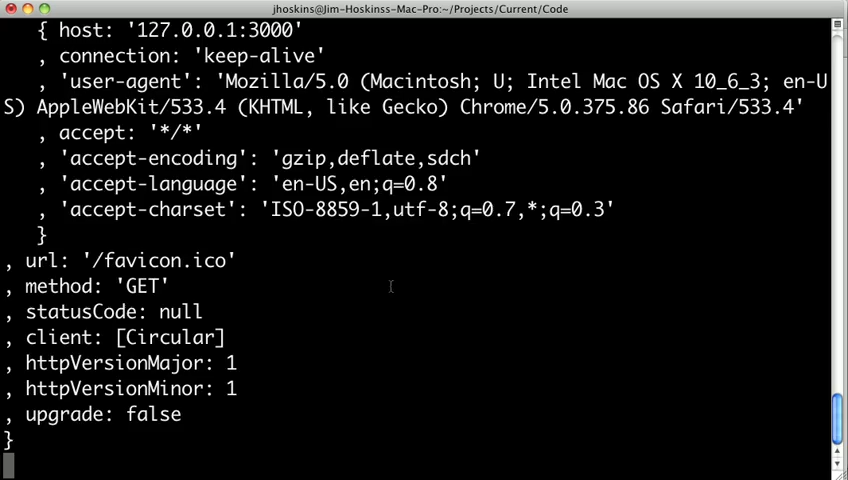 jhoskins@Jim-Hoskinss-Mac-Pro:~/Projects/Current/Code
{ host: '127.0.0.1:3000'
, connection: 'keep-alive'
, 'user-agent': 'Mozilla/5.0 (Macintosh; U; Intel Mac OS X 10_6_3; en-U
S) AppleWebKit/533.4 (KHTML, like Gecko) Chrome/5.0.375.86 Safari/533.4'
, accept: '*/*'
, 'accept-encoding': 'gzip,deflate,sdch'
, 'accept-language': 'en-US,en;q=0.8'
, 'accept-charset': 'ISO-8859-1,utf-8;q=0.7,*;q=0.3'
}
, url: '/favicon.ico'
, method: 'GET'
, statusCode: null
, client: [Circular]
, httpVersionMajor: 1
, httpVersionMinor: 1
, upgrade: false
}